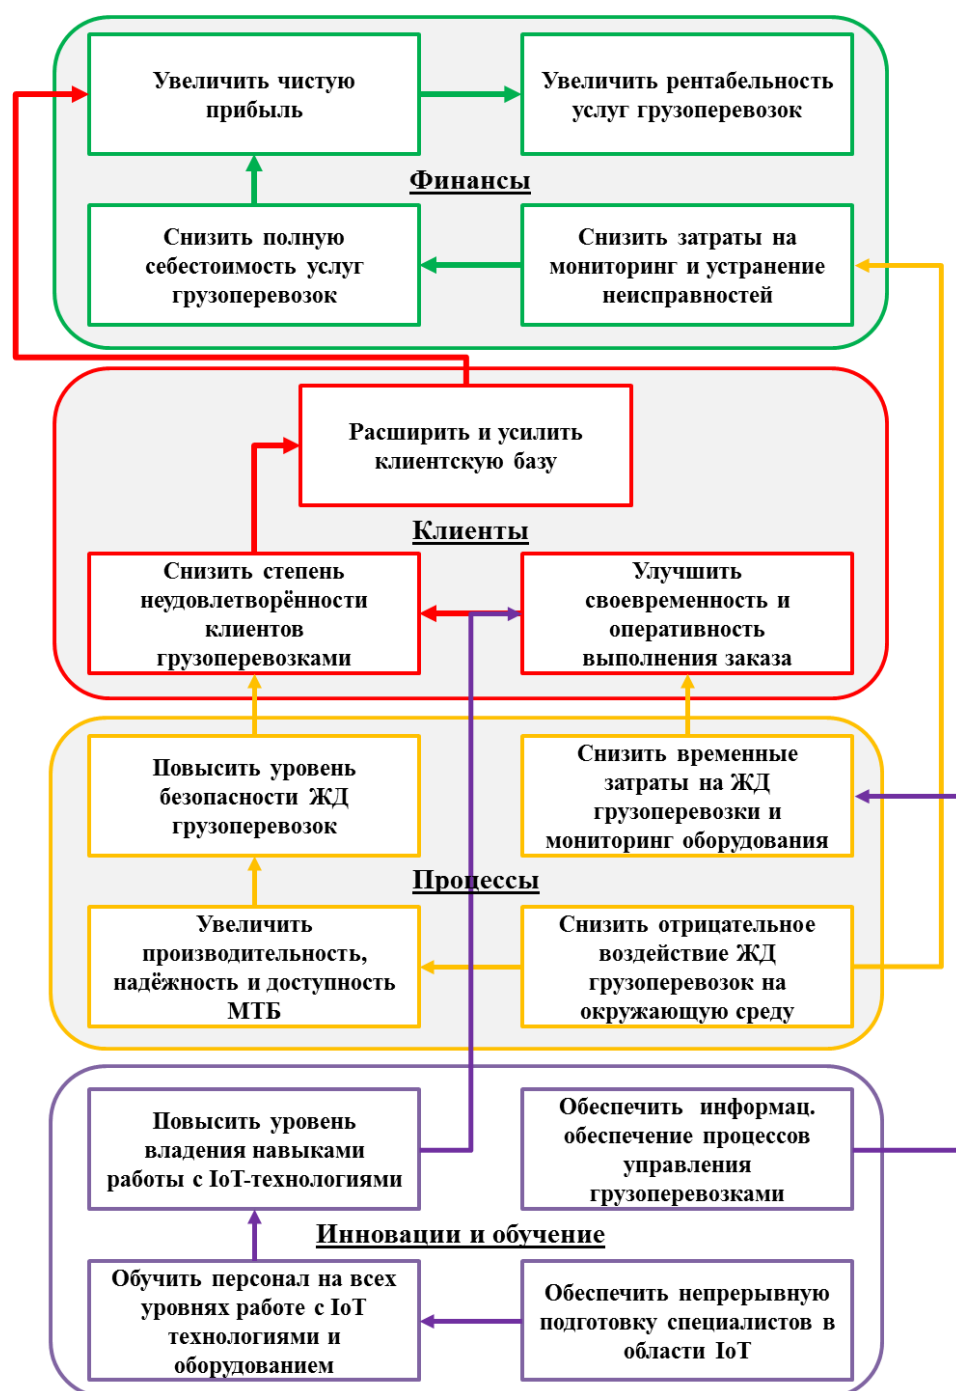 Увеличить чистую
прибыль
Увеличить рентабельность
услуг грузоперевозок
Финансы
Снизить полную
себестоимость услуг
грузоперевозок
Снизить затраты на
мониторинг и устранение
неисправностей
Расширить и усилить
клиентскую базу
Клиенты
Снизить степень
неудовлетворённости
клиентов
грузоперевозками
Улучшить
своевременность и
оперативность
выполнения заказа
Повысить уровень
безопасности ЖД
грузоперевозок
Снизить временные
затраты на ЖД
грузоперевозки и
мониторинг оборудования
Процессы
Увеличить
производительность,
надёжность и доступность
МТБ
Снизить отрицательное
воздействие ЖД
грузоперевозок на
окружающую среду
Повысить уровень
владения навыками
работы с IoT-технологиями
Обеспечить информац.
обеспечение процессов
управления
грузоперевозками
Инновации и обучение
Обучить персонал на всех
уровнях работе с IoT
технологиями и
оборудованием
Обеспечить непрерывную
подготовку специалистов в
области IoT